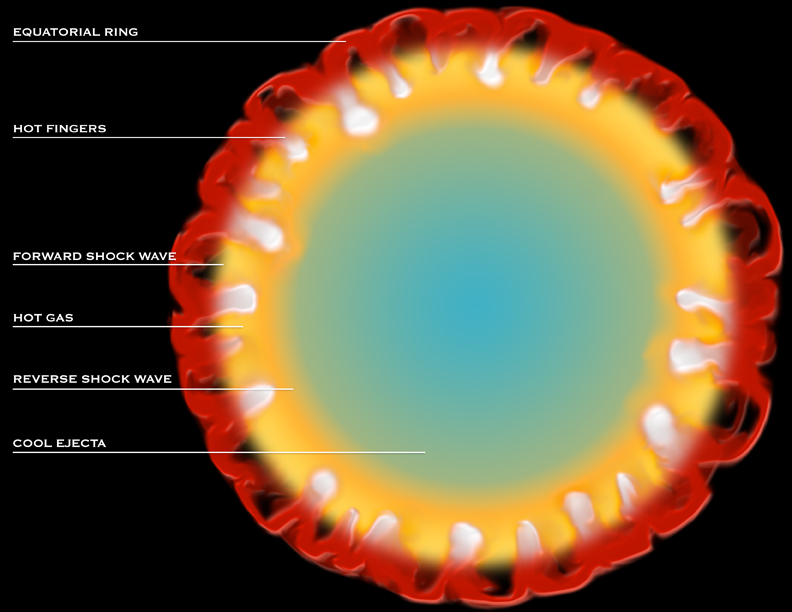 EQUATORIAL RING
HOT FINGERS
FORWARD SHOCK WAVE
HOT GAS
REVERSE SHOCK WAVE
COOL EJECTA